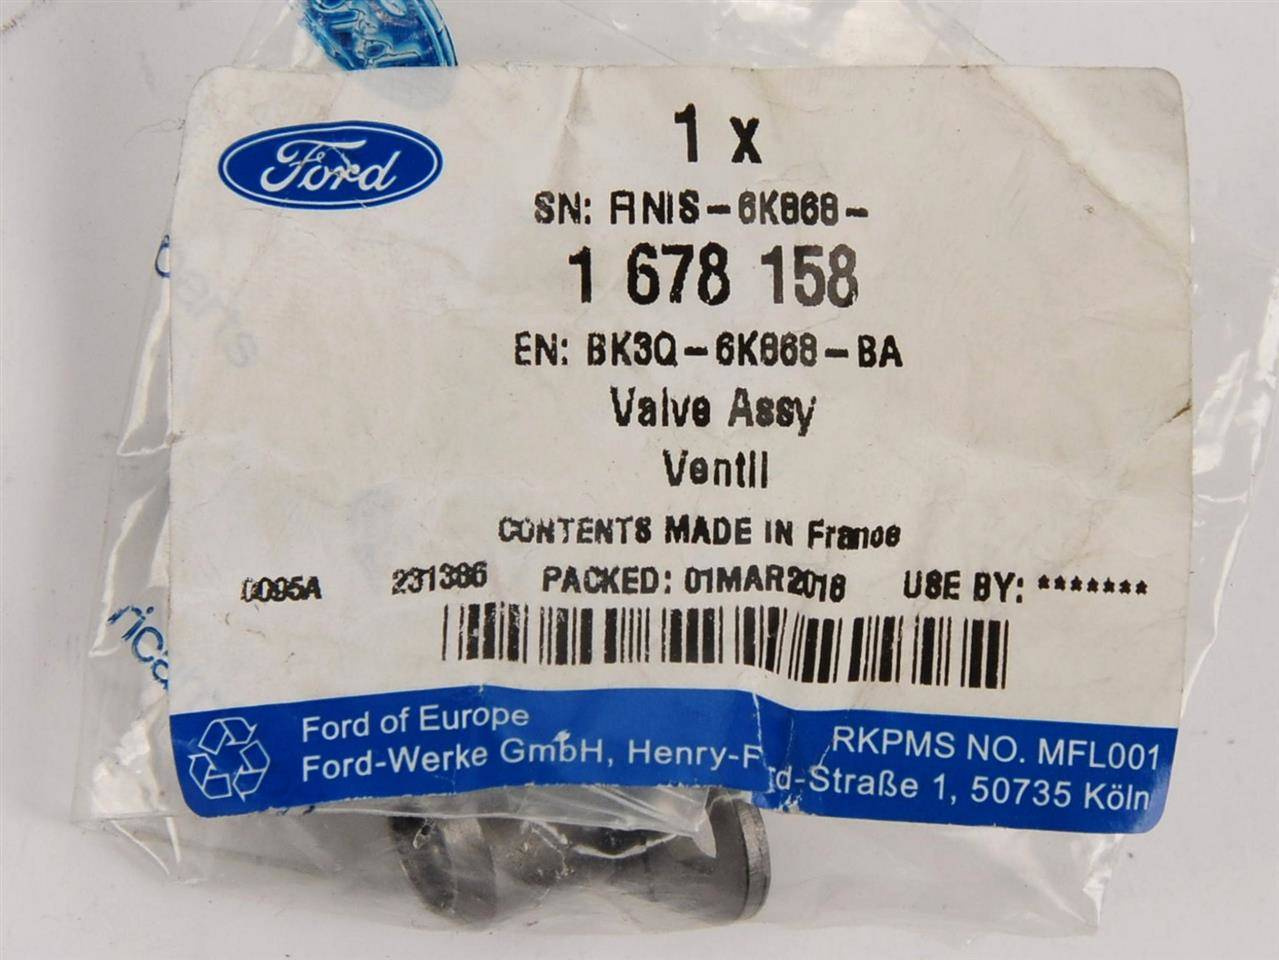 Ford
1 x
SN: FINIS-6K868-
1 678 158
EN: BK3Q-6K868-BA
Valve Assy
Ventil
CONTENTS MADE IN France
0095A 231386 PACKED: 01MAR2016 USE BY: *******
Ford of Europe
Ford-Werke GmbH, Henry-F rd-Straße 1, 50735 Köln
RKPMS NO. MFL001